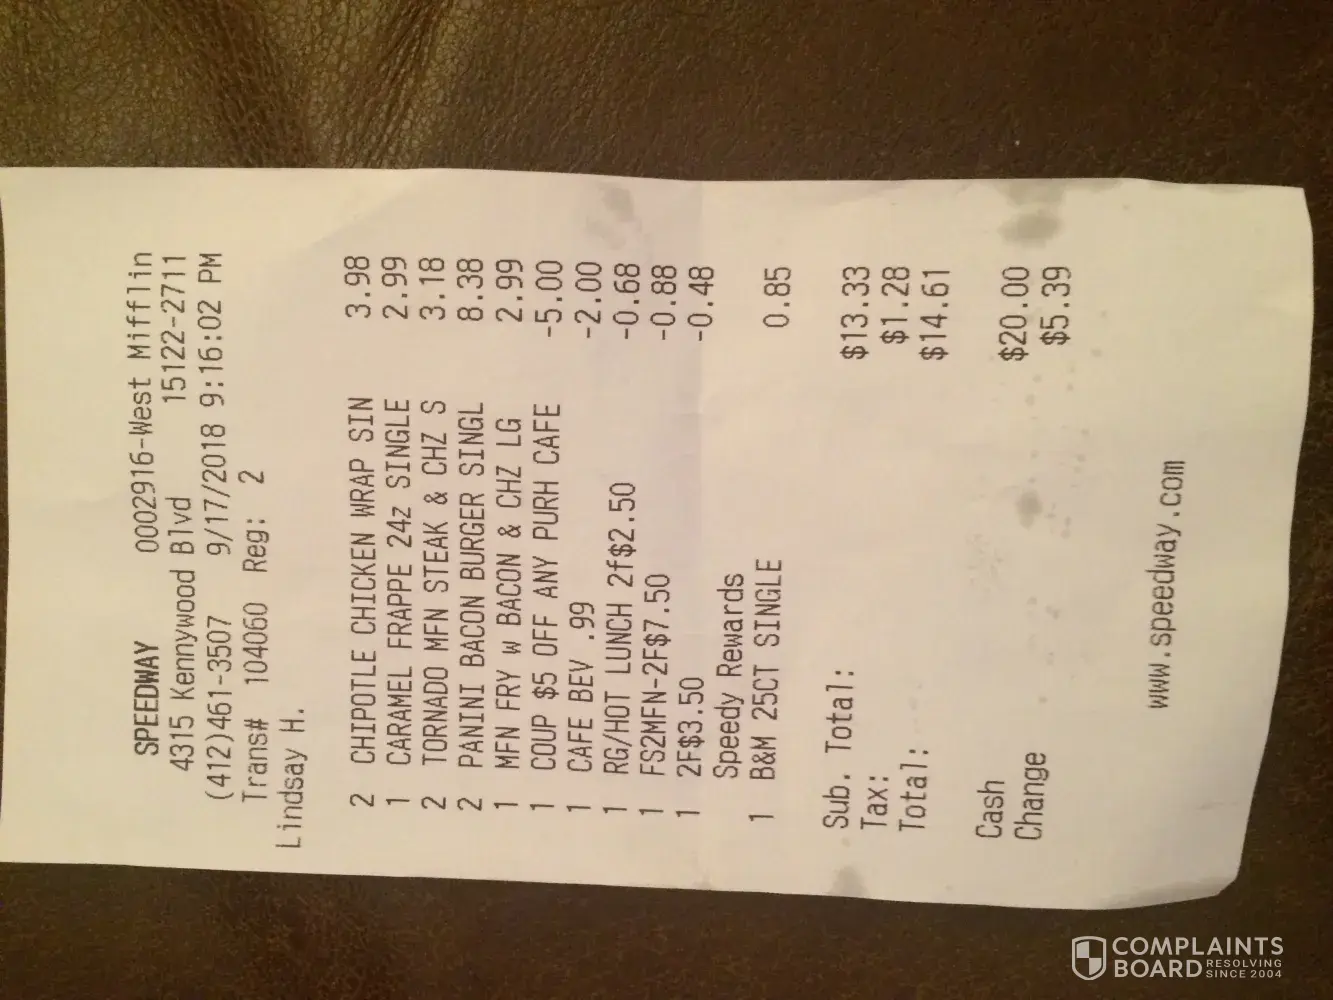 SPEEDWAY 0002916-West Mifflin
4315 Kennywood Blvd 15122-2711
(412)461-3507 9/17/2018 9:16:02 PM
Trans# 104060 Reg: 2
Lindsay H.
2 CHIPOTLE CHICKEN WRAP SIN 3.98
1 CARAMEL FRAPPE 24z SINGLE 2.99
2 TORNADO MFN STEAK & CHZ S 3.18
2 PANINI BACON BURGER SINGL 8.38
1 MFN FRY w BACON & CHZ LG 2.99
1 COUP $5 OFF ANY PURH CAFE -5.00
1 CAFE BEV .99 -2.00
1 RG/HOT LUNCH 2f$2.50 -0.68
1 FS2MFN-2F$7.50 -0.88
1 2F$3.50 -0.48
Speedy Rewards
1 B&M 25CT SINGLE 0.85
Sub. Total: $13.33
Tax: $1.28
Total: $14.61
Cash $20.00
Change $5.39
www.speedway.com
COMPLAINTS
BOARD RESOLVING
SINCE 2004